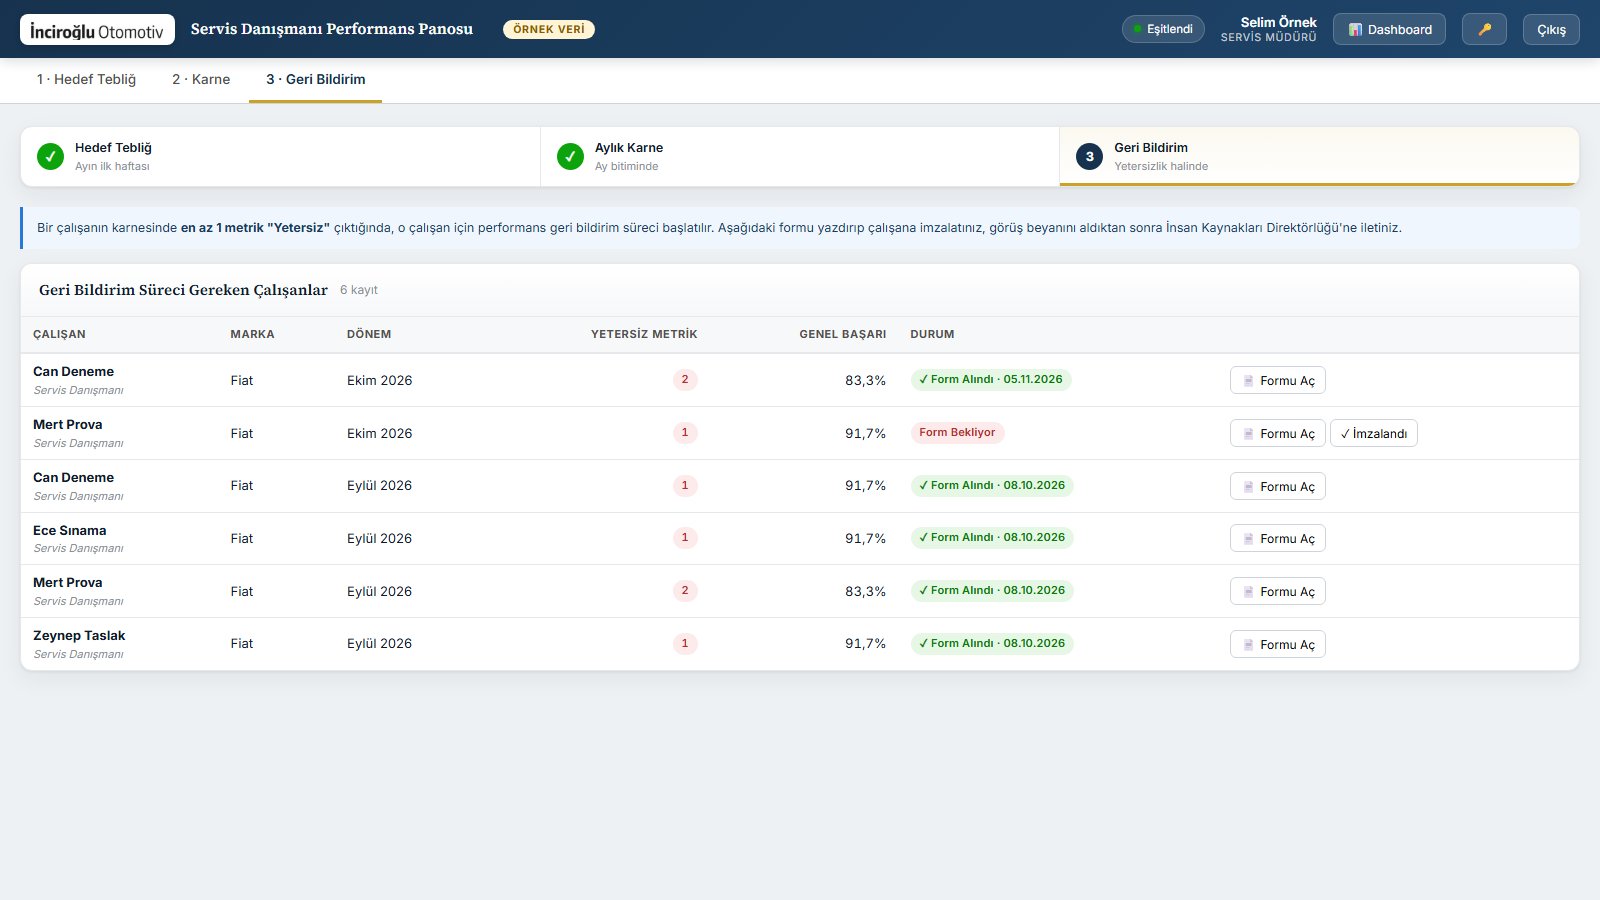 İnciroğlu Otomotiv
Servis Danışmanı Performans Panosu
ÖRNEK VERİ
Eşitlendi
Selim Örnek
SERVİS MÜDÜRÜ
Dashboard
Çıkış
1 · Hedef Tebliğ
2 · Karne
3 · Geri Bildirim
✓ Hedef Tebliğ
Ayın ilk haftası
✓ Aylık Karne
Ay bitiminde
3 Geri Bildirim
Yetersizlik halinde
Bir çalışanın karnesinde en az 1 metrik "Yetersiz" çıktığında, o çalışan için performans geri bildirim süreci başlatılır. Aşağıdaki formu yazdırıp çalışana imzalatınız, görüş beyanını aldıktan sonra İnsan Kaynakları Direktörlüğü'ne iletiniz.
Geri Bildirim Süreci Gereken Çalışanlar 6 kayıt
ÇALIŞAN MARKA DÖNEM YETERSİZ METRİK GENEL BAŞARI DURUM
Can Deneme
Servis Danışmanı
Fiat Ekim 2026 2 83,3% ✓ Form Alındı · 05.11.2026 Formu Aç
Mert Prova
Servis Danışmanı
Fiat Ekim 2026 1 91,7% Form Bekliyor Formu Aç ✓ İmzalandı
Can Deneme
Servis Danışmanı
Fiat Eylül 2026 1 91,7% ✓ Form Alındı · 08.10.2026 Formu Aç
Ece Sınama
Servis Danışmanı
Fiat Eylül 2026 1 91,7% ✓ Form Alındı · 08.10.2026 Formu Aç
Mert Prova
Servis Danışmanı
Fiat Eylül 2026 2 83,3% ✓ Form Alındı · 08.10.2026 Formu Aç
Zeynep Taslak
Servis Danışmanı
Fiat Eylül 2026 1 91,7% ✓ Form Alındı · 08.10.2026 Formu Aç